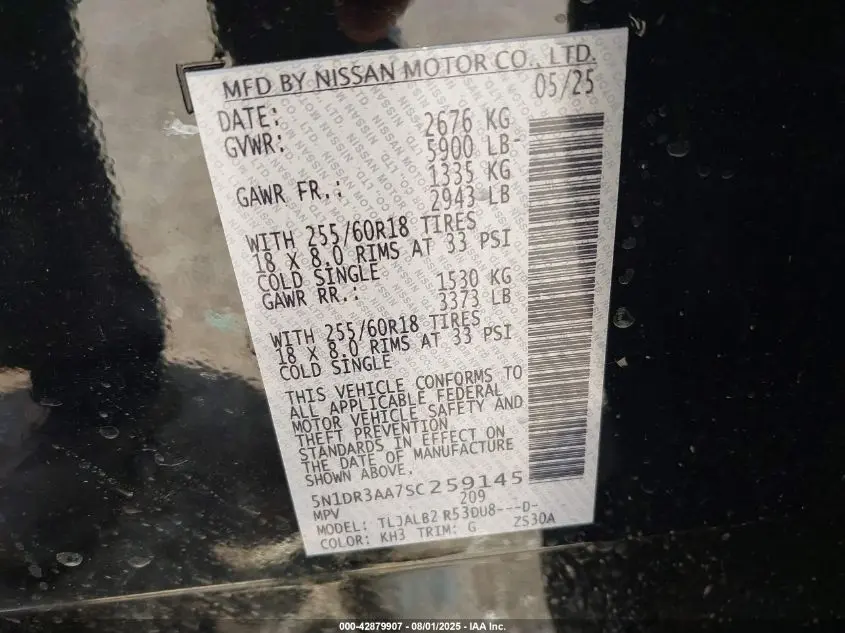 MFD BY NISSAN MOTOR CO., LTD.
DATE: 05/25
GVWR: 2676 KG
5900 LB
GAWR FR.: 1335 KG
2943 LB
WITH 255/60R18 TIRES
18 X 8.0 RIMS AT 33 PSI
COLD SINGLE
GAWR RR.: 1530 KG
3373 LB
WITH 255/60R18 TIRES
18 X 8.0 RIMS AT 33 PSI
COLD SINGLE
THIS VEHICLE CONFORMS TO
ALL APPLICABLE FEDERAL
MOTOR VEHICLE SAFETY AND
THEFT PREVENTION
STANDARDS IN EFFECT ON
THE DATE OF MANUFACTURE
SHOWN ABOVE.
5N1DR3AA7SC259145
MPV 209
MODEL: TLJALB2 R53DU8---D-
COLOR: KH3 TRIM: G ZS30A
000-42879907 - 08/01/2025 - IAA Inc.